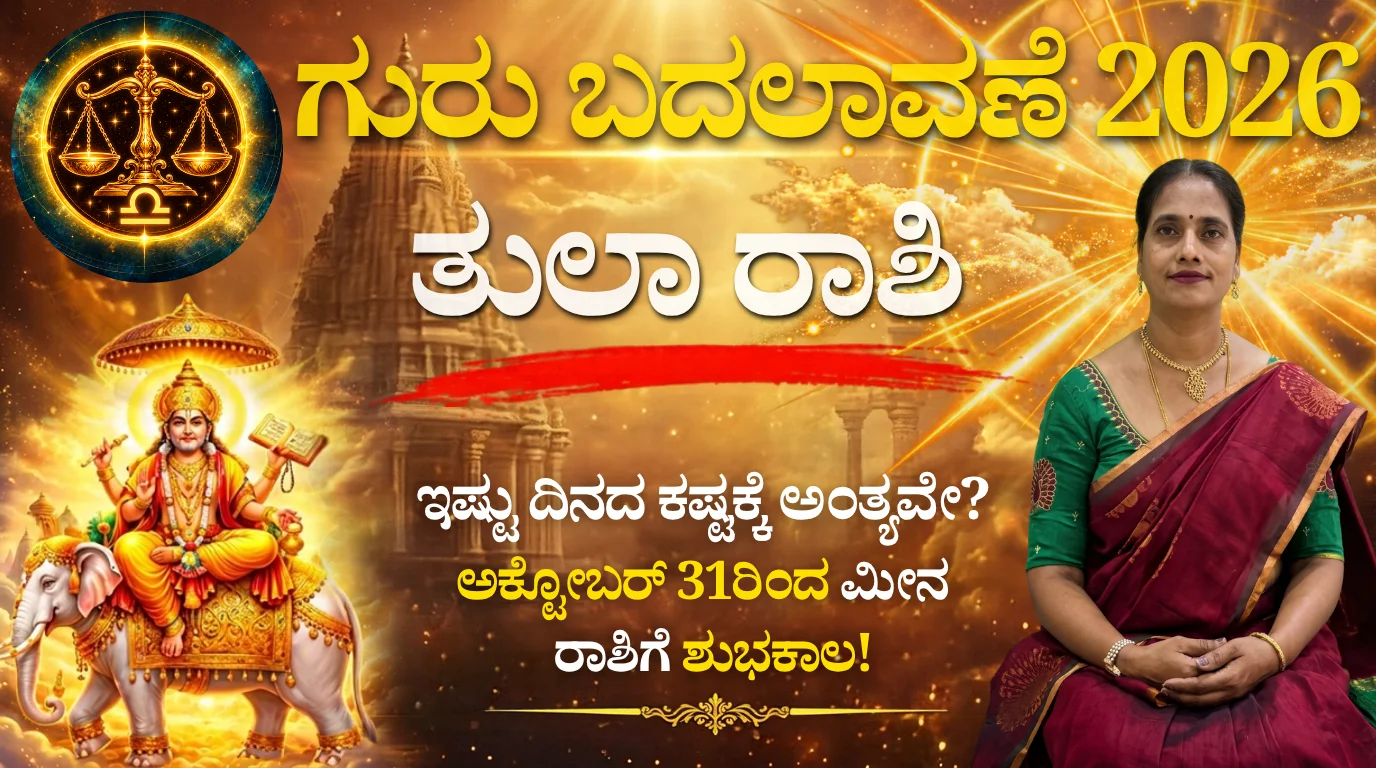 ಗುರು ಬದಲಾವಣೆ 2026
ತುಲಾ ರಾಶಿ
ಇಷ್ಟು ದಿನದ ಕಷ್ಟಕ್ಕೆ ಅಂತ್ಯವೇ?
ಅಕ್ಟೋಬರ್ 31ರಿಂದ ಮೀನ
ರಾಶಿಗೆ ಶುಭಕಾಲ!